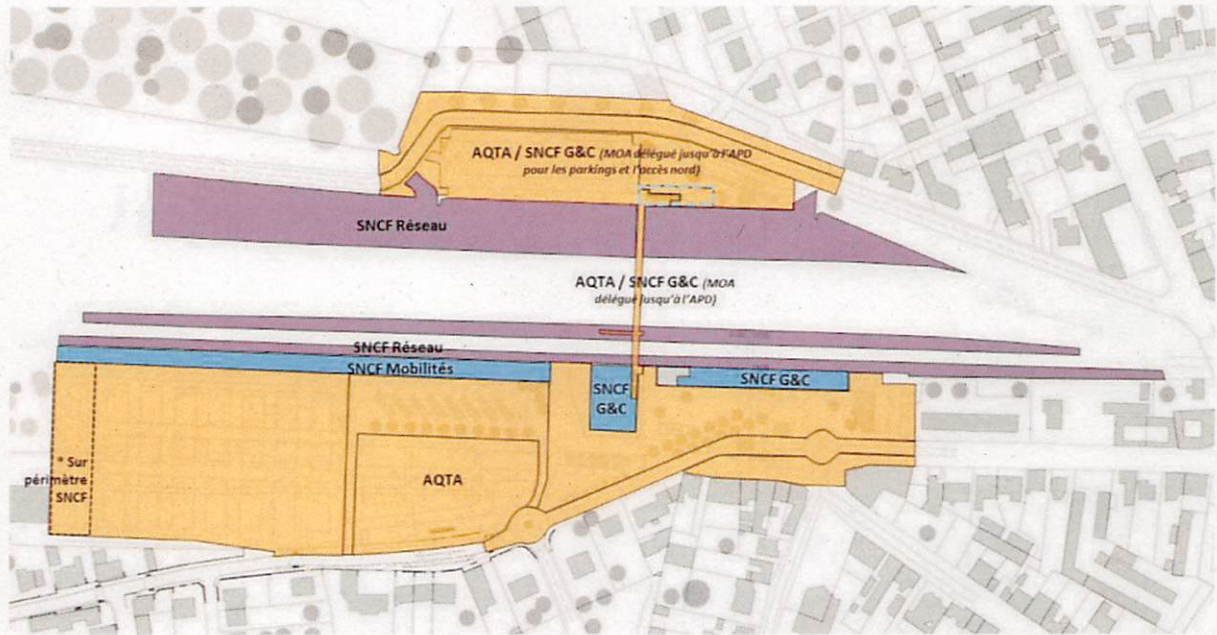 AQTA / SNCF G&C (MOA délégué jusqu'à l'APD
pour les parkings et l'accès nord)
SNCF Réseau
AQTA / SNCF G&C (MOA
délégué jusqu'à l'APD)
SNCF Réseau
SNCF Mobilités
SNCF
G&C
SNCF G&C
* Sur
périmètre
SNCF
AQTA